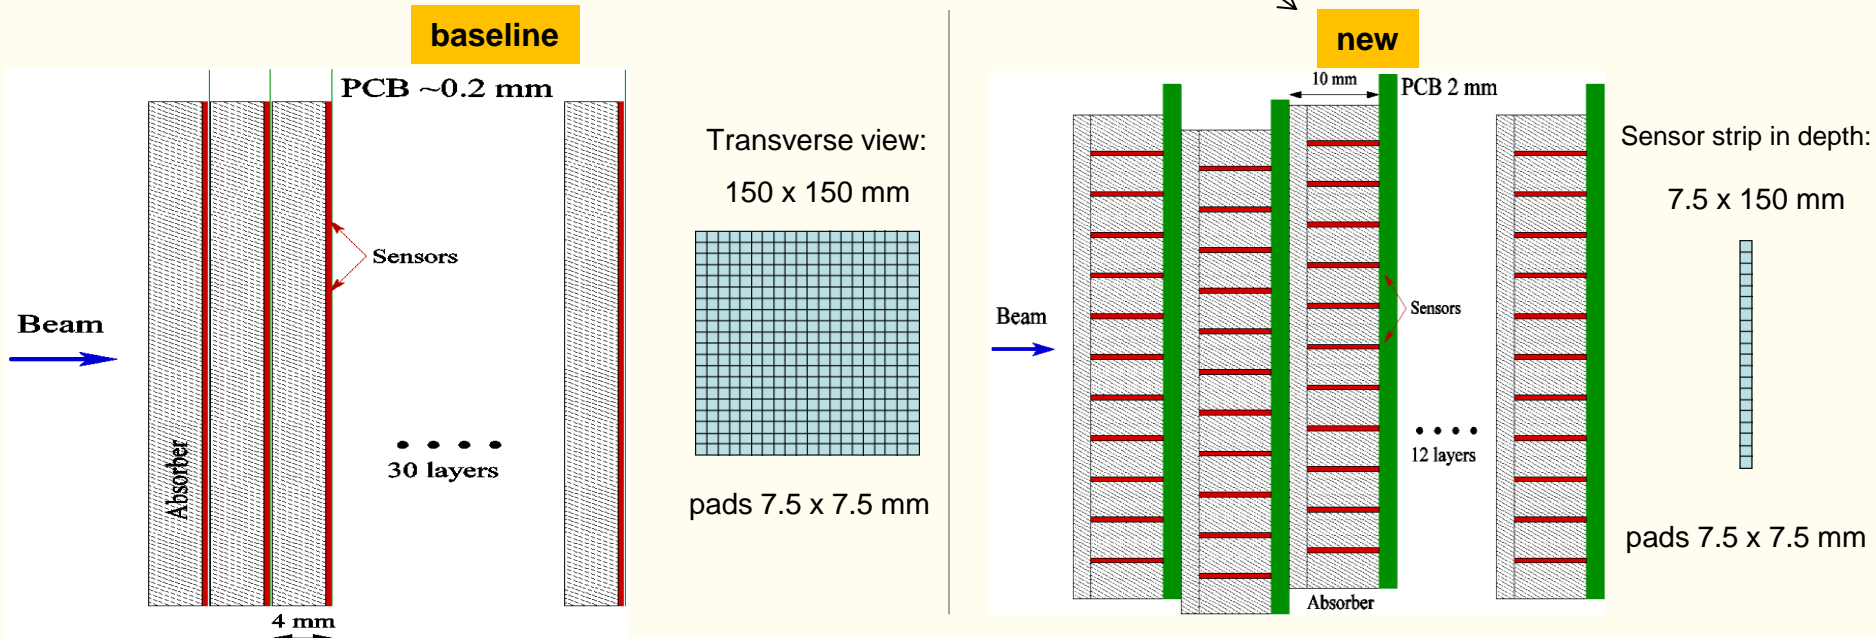 baseline
PCB ~0.2 mm
Sensors
Beam
Absorber
30 layers
4 mm
Transverse view:
150 x 150 mm
pads 7.5 x 7.5 mm
new
10 mm
PCB 2 mm
Sensors
Beam
12 layers
Absorber
Sensor strip in depth:
7.5 x 150 mm
pads 7.5 x 7.5 mm